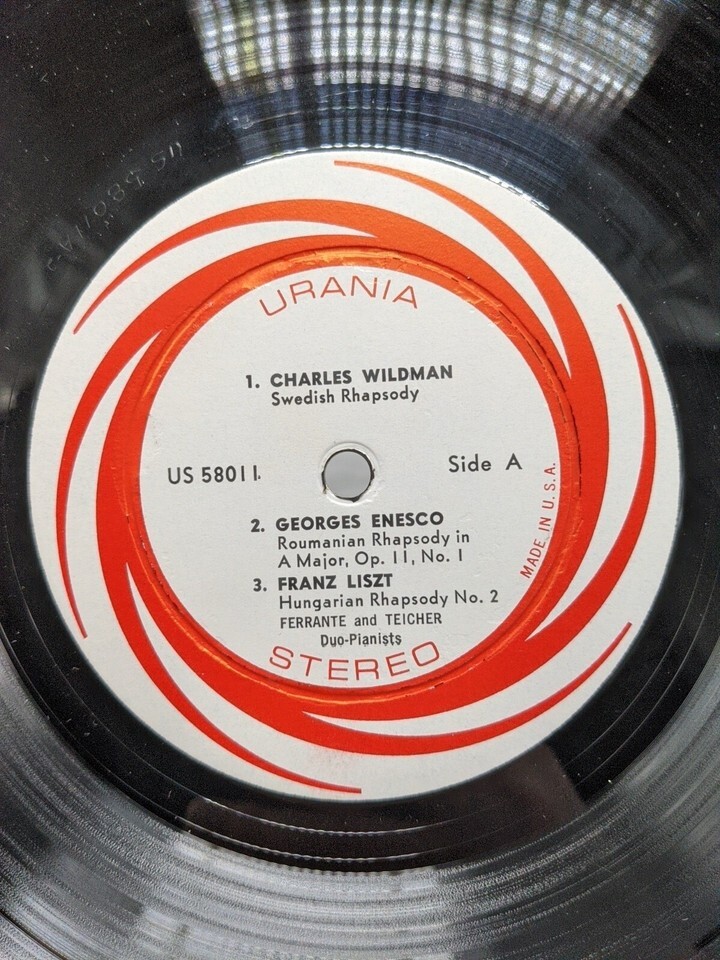 URANIA
1. CHARLES WILDMAN
Swedish Rhapsody
US 58011
Side A
2. GEORGES ENESCO
Roumanian Rhapsody in
A Major, Op. 11, No. 1
3. FRANZ LISZT
Hungarian Rhapsody No. 2
FERRANTE and TEICHER
Duo-Pianists
STEREO
MADE IN U.S.A.